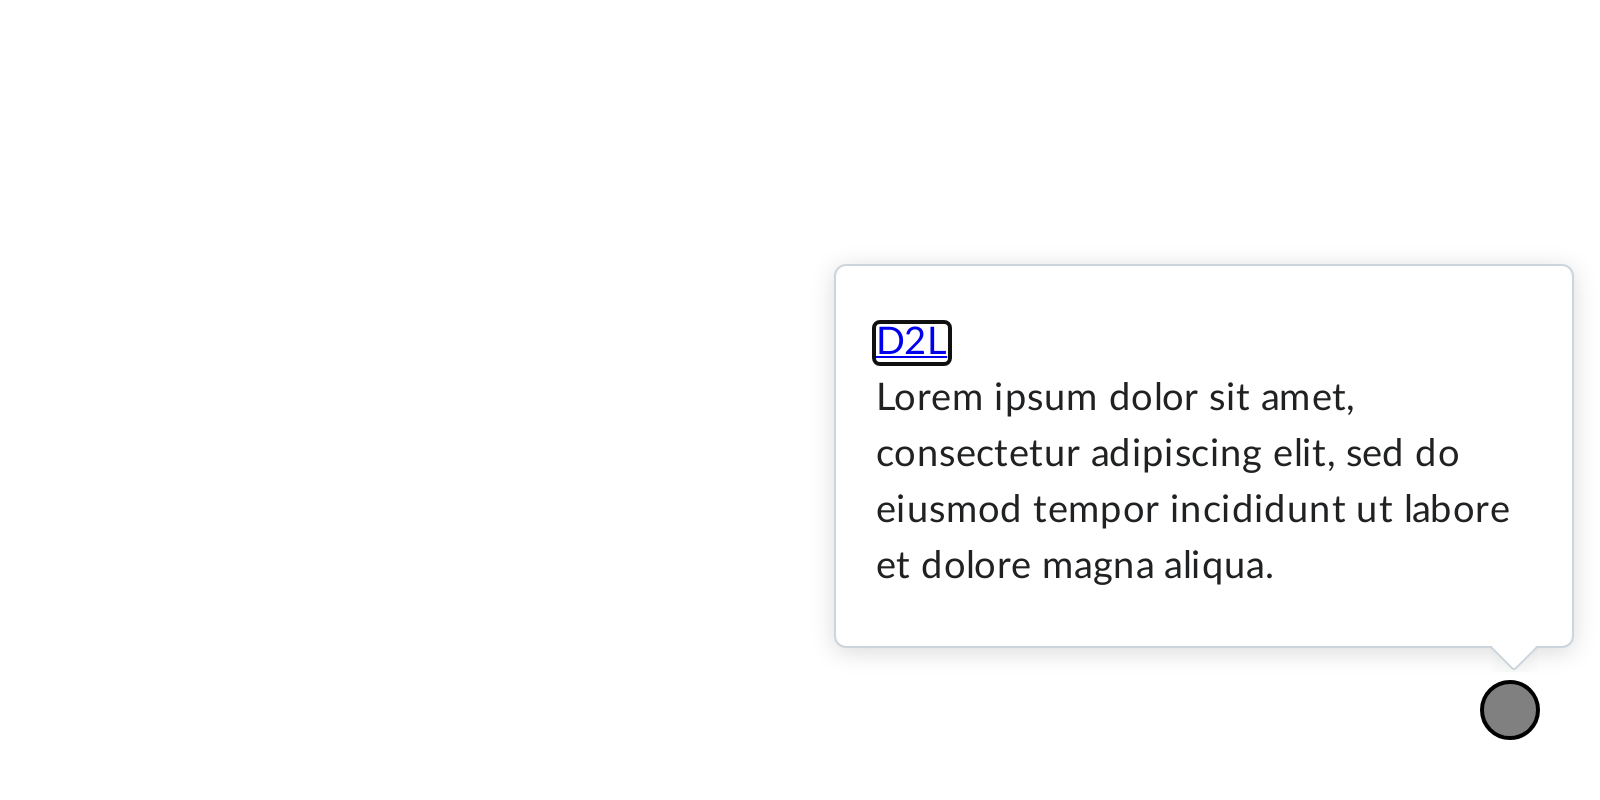 D2L
Lorem ipsum dolor sit amet,
consectetur adipiscing elit, sed do
eiusmod tempor incididunt ut labore
et dolore magna aliqua.